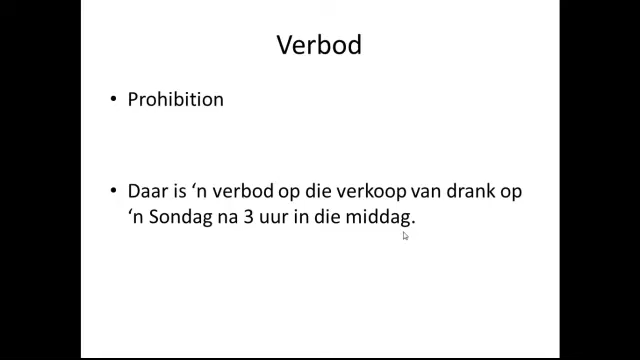 Verbod
• Prohibition
• Daar is ‘n verbod op die verkoop van drank op
‘n Sondag na 3 uur in die middag.